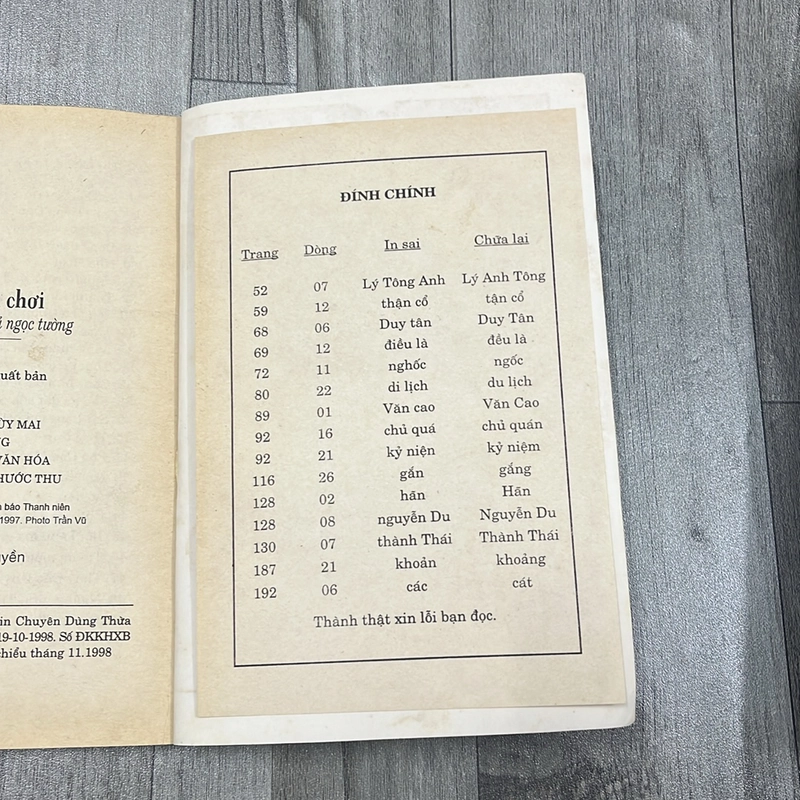 chơi
ngọc tường
uất bản
ÙY MAI
NG
VĂN HÓA
HƯỚC THU
báo Thanh niên
1997. Photo Trần Vũ
yển
in Chuyên Dùng Thừa
19-10-1998. Số ĐKKHXB
chiểu tháng 11.1998
ĐÍNH CHÍNH
Trang Dòng In sai Chữa lại
52 07 Lý Tông Anh Lý Anh Tông
59 12 thận cổ tận cổ
68 06 Duy tân Duy Tân
69 12 điều là đều là
72 11 nghốc ngốc
80 22 di lịch du lịch
89 01 Văn cao Văn Cao
92 16 chủ quá chủ quán
92 21 kỷ niện kỷ niệm
116 26 gắn gắng
128 02 hãn Hãn
128 08 nguyễn Du Nguyễn Du
130 07 thành Thái Thành Thái
187 21 khoản khoảng
192 06 các cát
Thành thật xin lỗi bạn đọc.